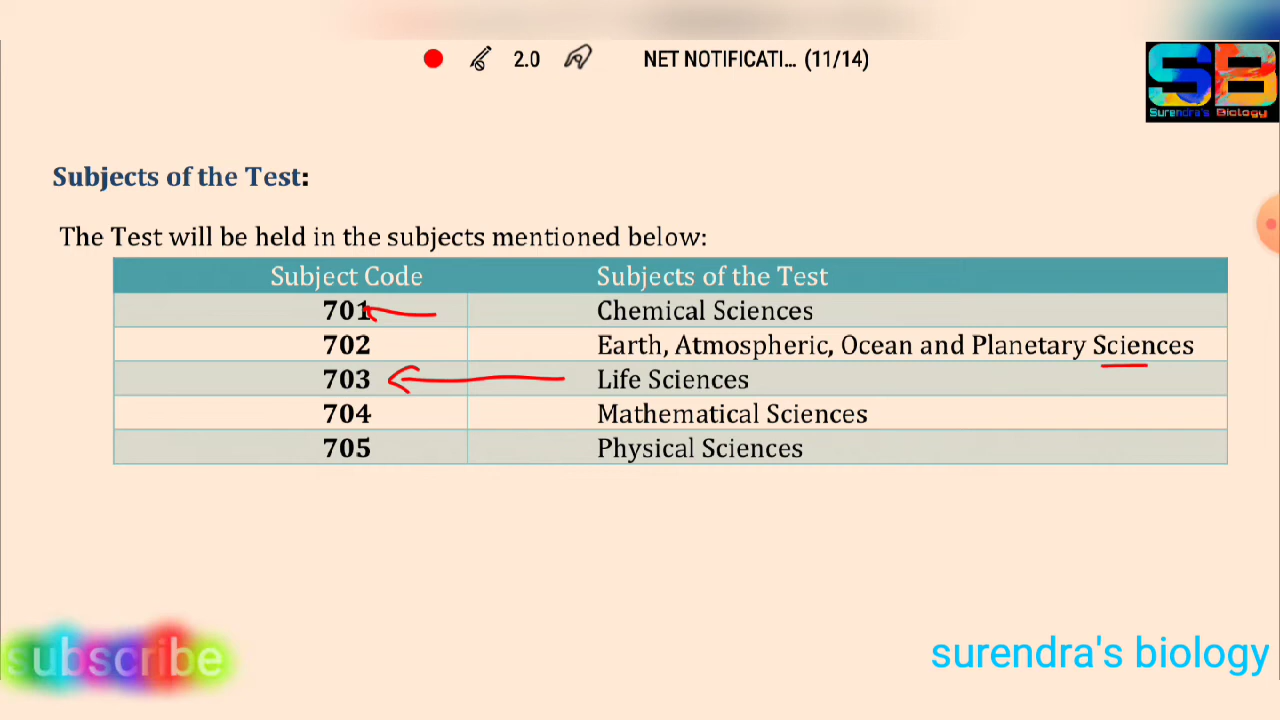 2.0 NET NOTIFICATI... (11/14)
SB
Surendra's Biology
Subjects of the Test:
The Test will be held in the subjects mentioned below:
Subject Code Subjects of the Test
701 Chemical Sciences
702 Earth, Atmospheric, Ocean and Planetary Sciences
703 Life Sciences
704 Mathematical Sciences
705 Physical Sciences
subscribe
surendra's biology